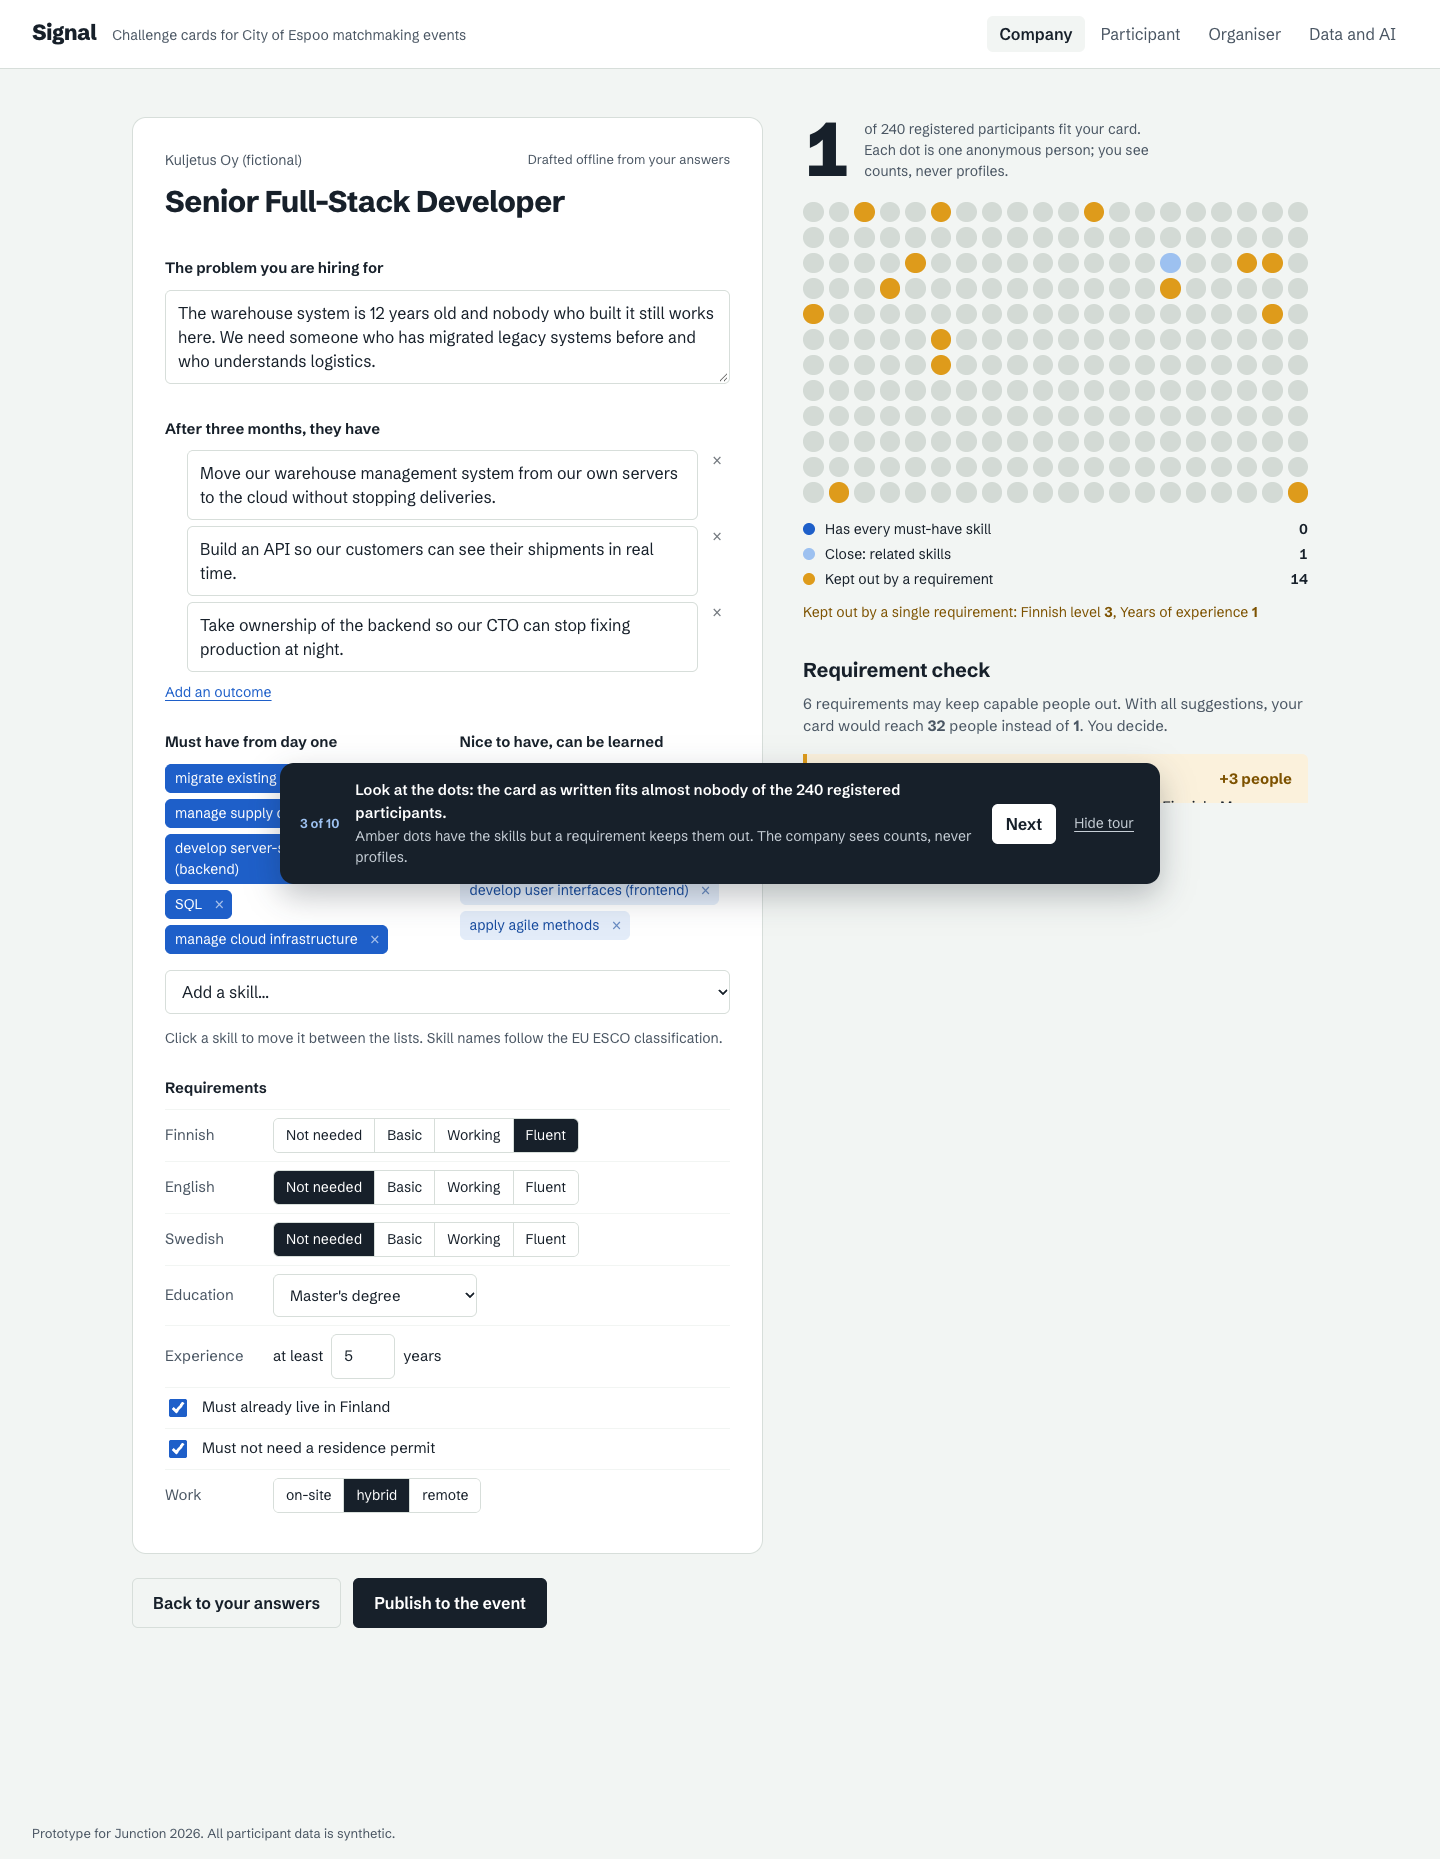 Signal
Challenge cards for City of Espoo matchmaking events
Company
Participant
Organiser
Data and AI
Kuljetus Oy (fictional)
Drafted offline from your answers
Senior Full-Stack Developer
The problem you are hiring for
The warehouse system is 12 years old and nobody who built it still works
here. We need someone who has migrated legacy systems before and
who understands logistics.
After three months, they have
Move our warehouse management system from our own servers
to the cloud without stopping deliveries.
×
Build an API so our customers can see their shipments in real
time.
×
Take ownership of the backend so our CTO can stop fixing
production at night.
×
Add an outcome
Must have from day one
migrate existing
manage supply
develop
(backend)
SQL ×
manage cloud infrastructure ×
Nice to have, can be learned
develop user interfaces (frontend) ×
apply agile methods ×
Add a skill...
Click a skill to move it between the lists. Skill names follow the EU ESCO classification.
Requirements
Finnish
Not needed
Basic
Working
Fluent
English
Not needed
Basic
Working
Fluent
Swedish
Not needed
Basic
Working
Fluent
Education
Master's degree
Experience
at least
5
years
Must already live in Finland
Must not need a residence permit
Work
on-site
hybrid
remote
Back to your answers
Publish to the event
1
of 240 registered participants fit your card.
Each dot is one anonymous person; you see
counts, never profiles.
Has every must-have skill 0
Close: related skills 1
Kept out by a requirement 14
Kept out by a single requirement: Finnish level 3, Years of experience 1
Requirement check
6 requirements may keep capable people out. With all suggestions, your
card would reach 32 people instead of 1. You decide.
+3 people
3 of 10
Look at the dots: the card as written fits almost nobody of the 240 registered
participants.
Amber dots have the skills but a requirement keeps them out. The company sees counts, never
profiles.
Next
Hide tour
Prototype for Junction 2026. All participant data is synthetic.